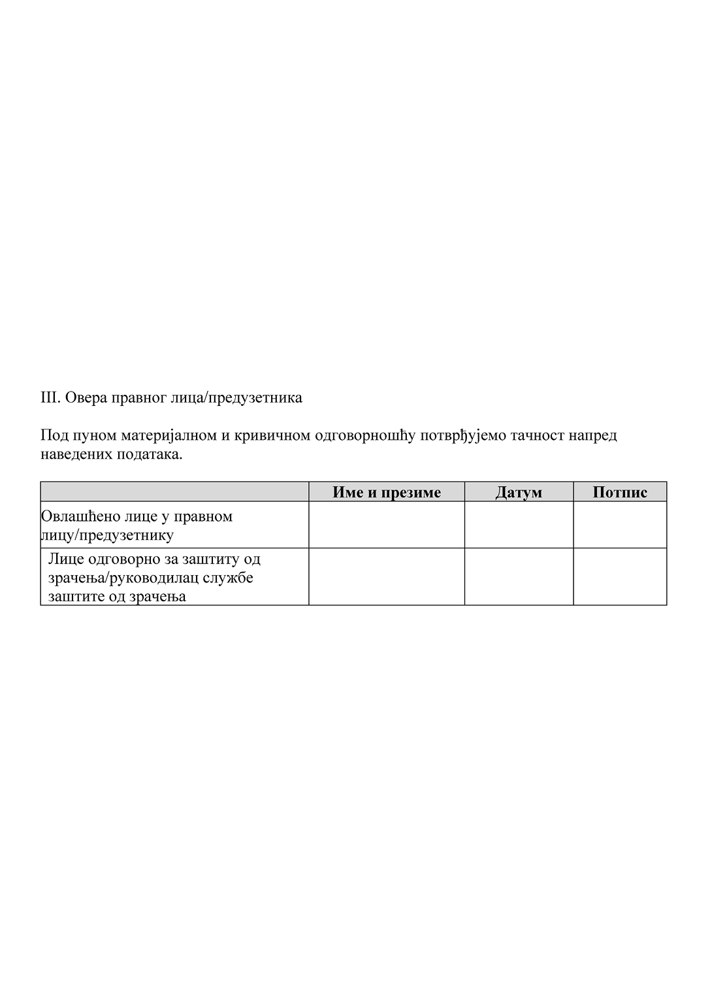 III. Овера правног лица/предузетника
Под пуном материјалном и кривичном одговорношћу потврђујемо тачност напред
наведених података.
Име и презиме
Датум
Потпис
Овлашћено лице у правном
лицу/предузетнику
Лице одговорно за заштиту од
зрачења/руководилац службе
заштите од зрачења